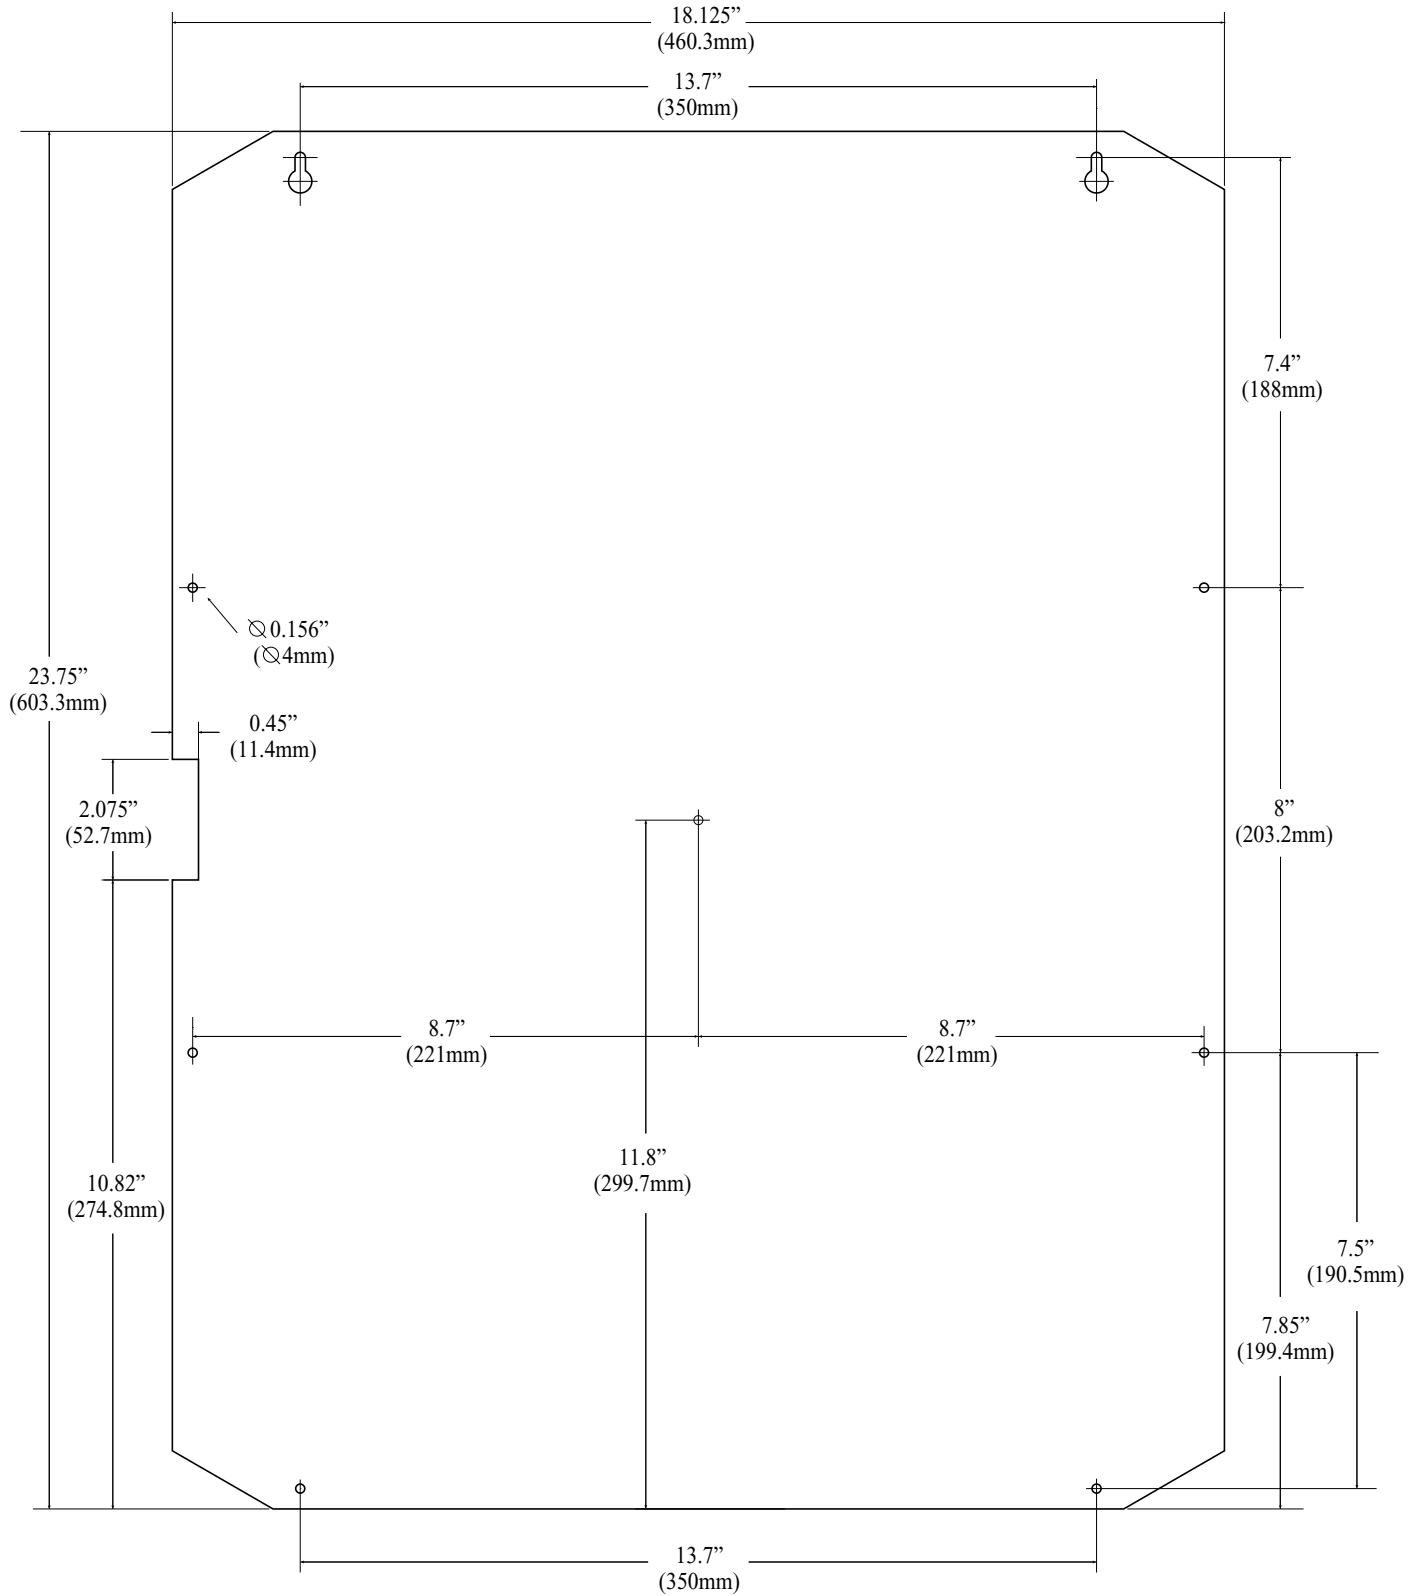 18.125”
(460.3mm)
13.7”
(350mm)
7.4”
(188mm)
⌀0.156”
(⌀4mm)
23.75”
(603.3mm)
0.45”
(11.4mm)
2.075”
(52.7mm)
8”
(203.2mm)
8.7”
(221mm)
8.7”
(221mm)
11.8”
(299.7mm)
10.82”
(274.8mm)
7.5”
(190.5mm)
7.85”
(199.4mm)
13.7”
(350mm)